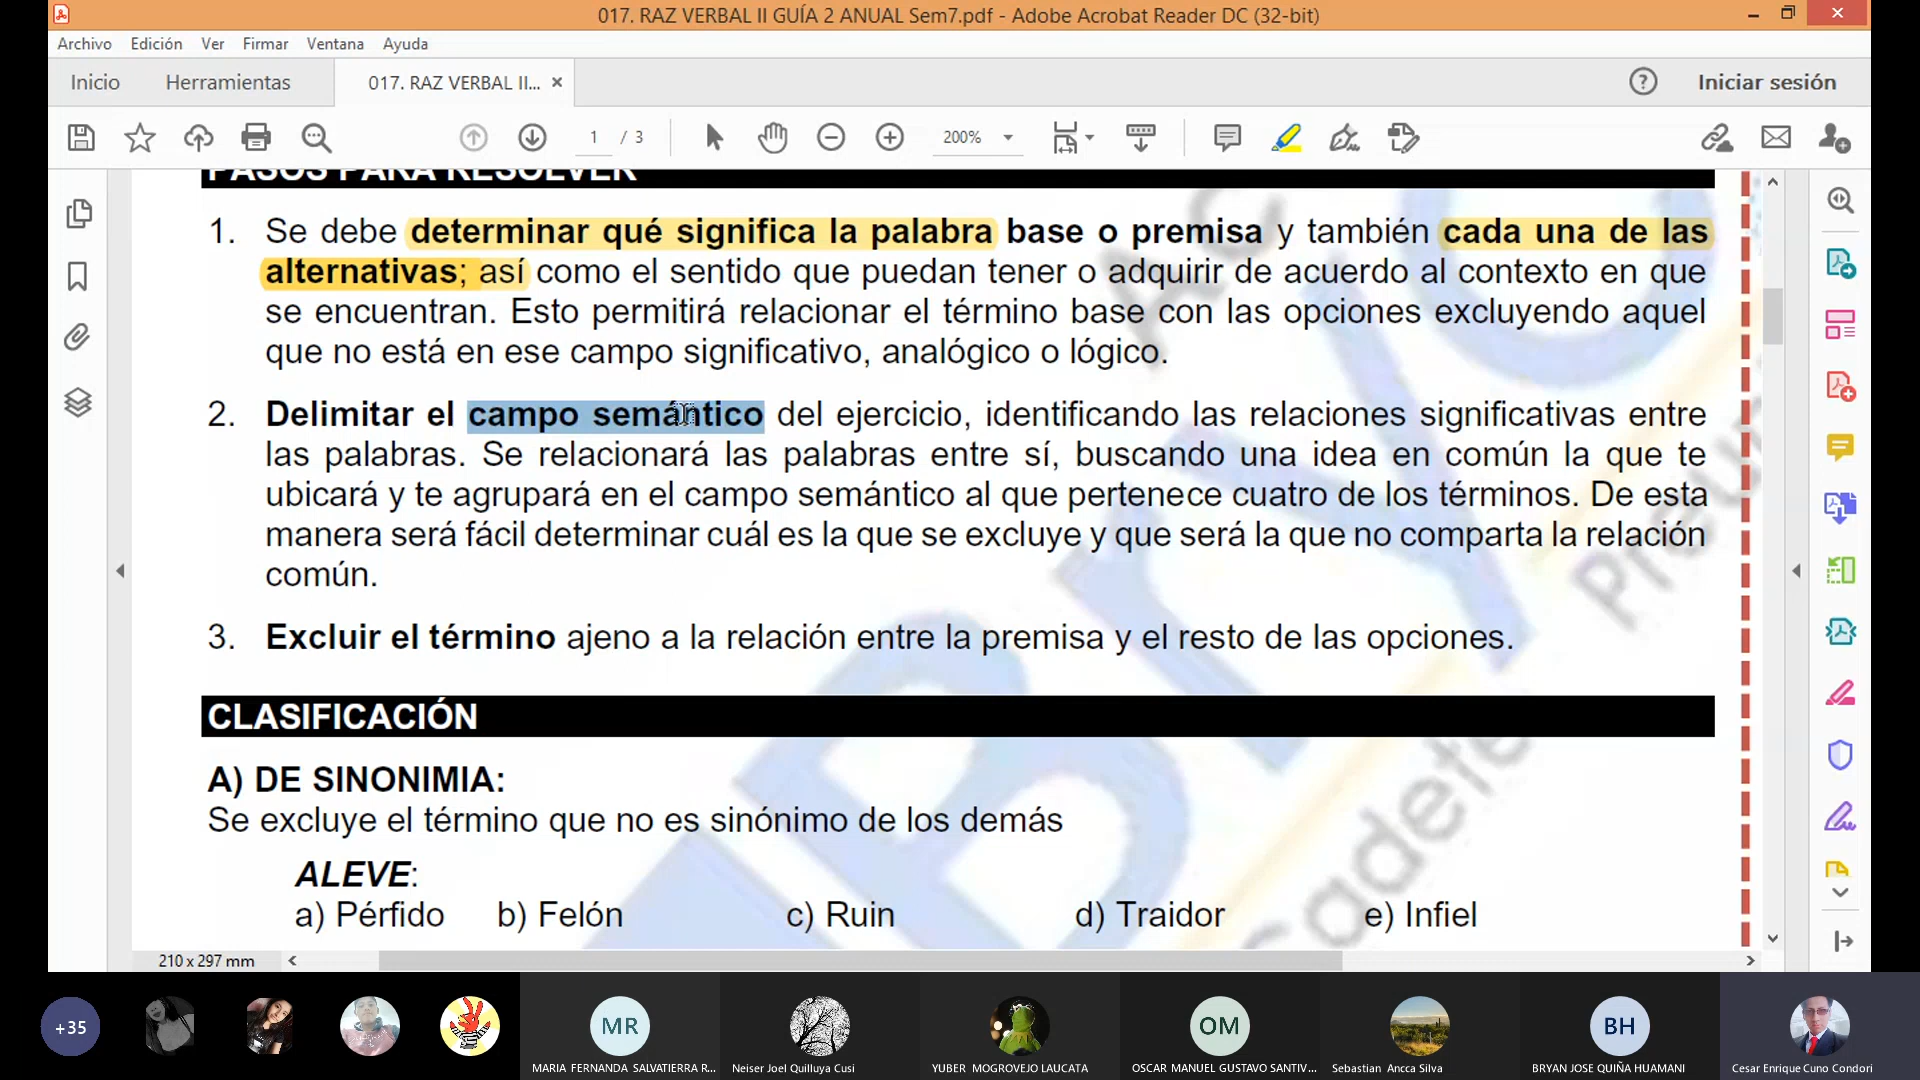 017. RAZ VERBAL II GUÍA 2 ANUAL Sem7.pdf - Adobe Acrobat Reader DC (32-bit)
Archivo Edición Ver Firmar Ventana Ayuda
Inicio Herramientas 017. RAZ VERBAL II... × Iniciar sesión
1 / 3 200%
PASOS PARA RESOLVER
1. Se debe determinar qué significa la palabra base o premisa y también cada una de las
alternativas; así como el sentido que puedan tener o adquirir de acuerdo al contexto en que
se encuentran. Esto permitirá relacionar el término base con las opciones excluyendo aquel
que no está en ese campo significativo, analógico o lógico.
2. Delimitar el campo semántico del ejercicio, identificando las relaciones significativas entre
las palabras. Se relacionará las palabras entre sí, buscando una idea en común la que te
ubicará y te agrupará en el campo semántico al que pertenece cuatro de los términos. De esta
manera será fácil determinar cuál es la que se excluye y que será la que no comparta la relación
común.
3. Excluir el término ajeno a la relación entre la premisa y el resto de las opciones.
CLASIFICACIÓN
A) DE SINONIMIA:
Se excluye el término que no es sinónimo de los demás
ALEVE:
a) Pérfido b) Felón c) Ruin d) Traidor e) Infiel
210 x 297 mm
+35 MR OM BH
MARIA FERNANDA SALVATIERRA R... Neiser Joel Quilluya Cusi YUBER MOGROVEJO LAUCATA OSCAR MANUEL GUSTAVO SANTIV... Sebastian Ancca Silva BRYAN JOSE QUIÑA HUAMANI Cesar Enrique Cuno Condori